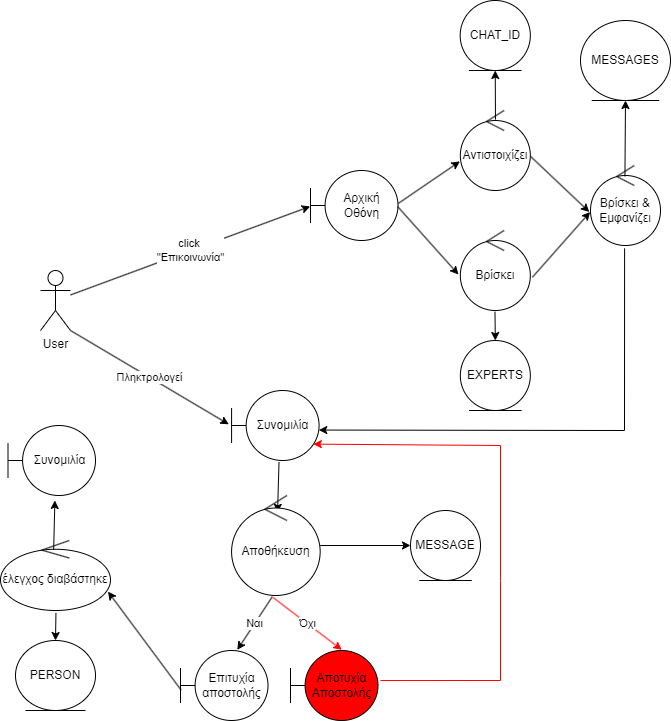 CHAT_ID
MESSAGES
Αντιστοιχίζει
Αρχική
Οθόνη
Βρίσκει &
Εμφανίζει
click
"Επικοινωνία"
Βρίσκει
User
Πληκτρολογεί
EXPERTS
Συνομιλία
Συνομιλία
Αποθήκευση
MESSAGE
έλεγχος διαβάστηκε
Ναι
Όχι
PERSON
Επιτυχία
αποστολής
Αποτυχία
Αποστολής